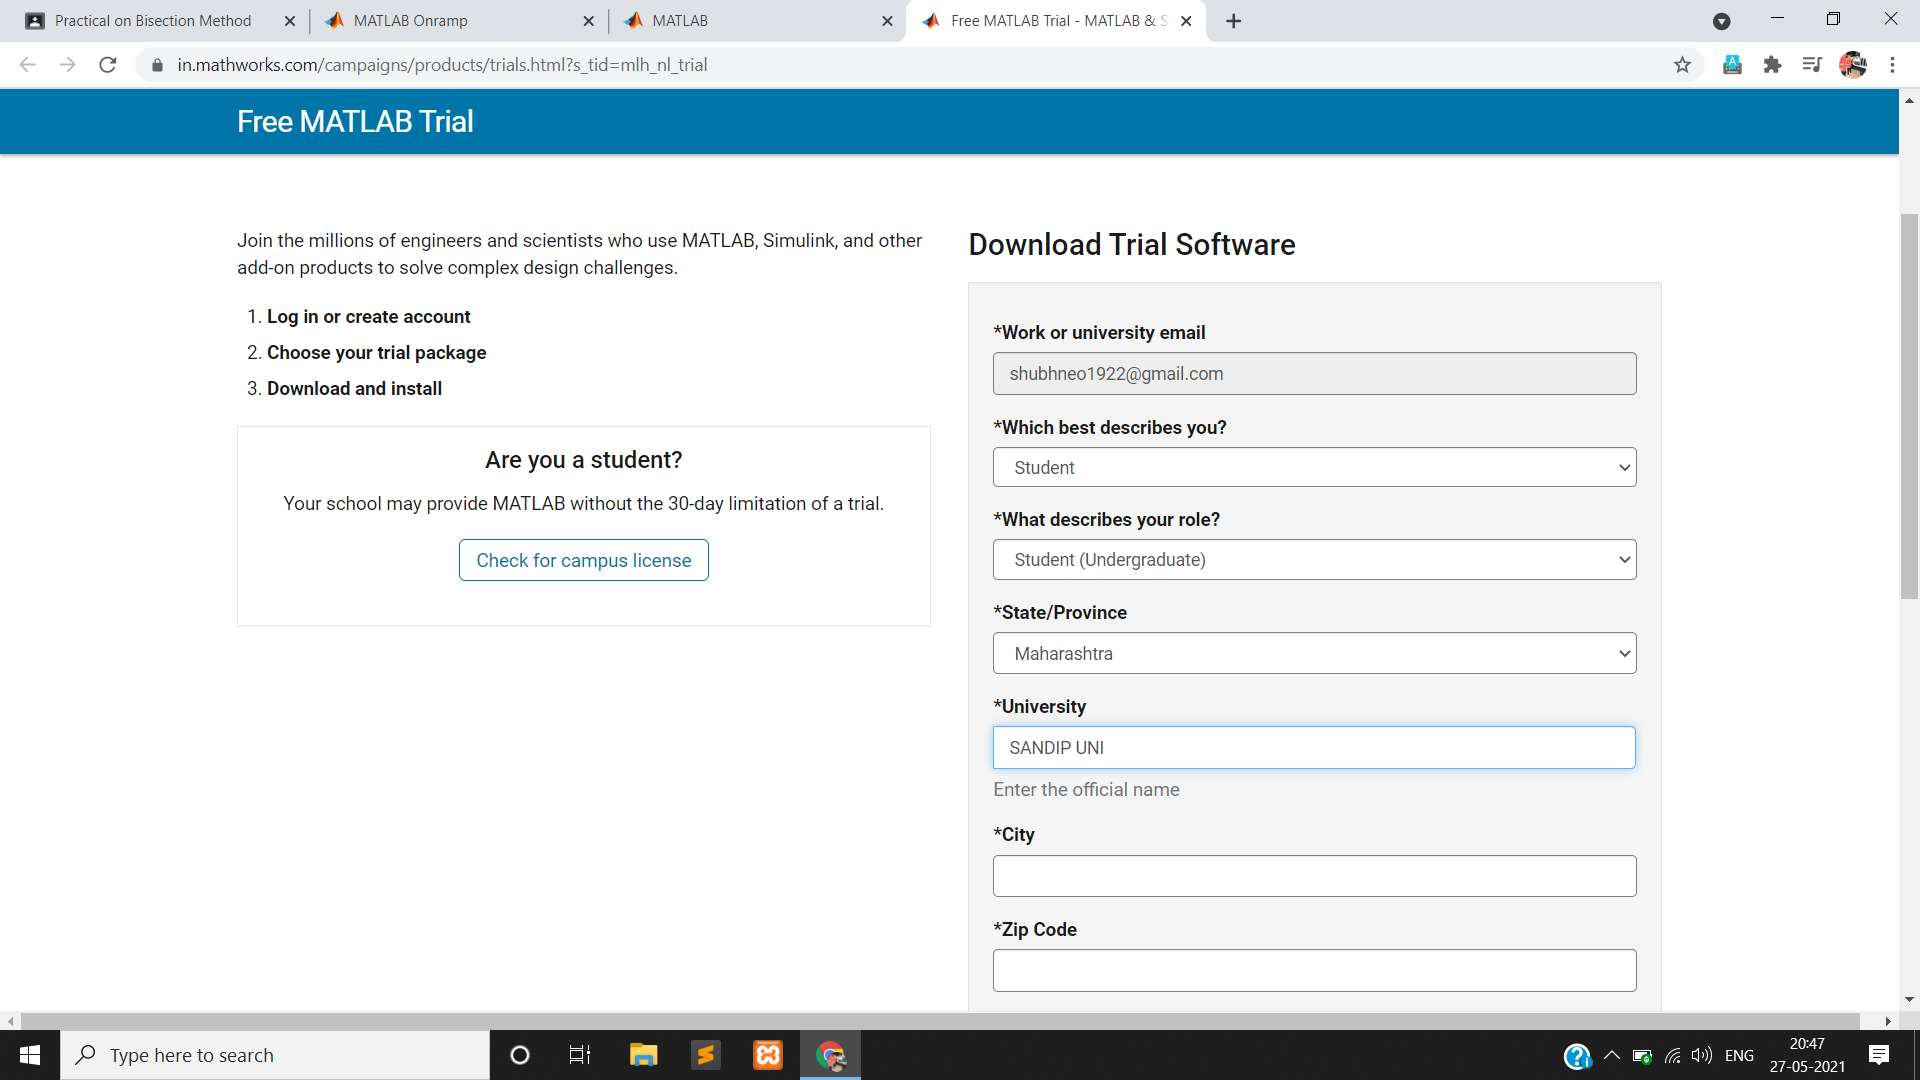 Practical on Bisection Method
MATLAB Onramp
MATLAB
Free MATLAB Trial - MATLAB & S
in.mathworks.com/campaigns/products/trials.html?s_tid=mlh_nl_trial
Free MATLAB Trial
Join the millions of engineers and scientists who use MATLAB, Simulink, and other
add-on products to solve complex design challenges.
1. Log in or create account
2. Choose your trial package
3. Download and install
Are you a student?
Your school may provide MATLAB without the 30-day limitation of a trial.
Check for campus license
Download Trial Software
*Work or university email
shubhneo1922@gmail.com
*Which best describes you?
Student
*What describes your role?
Student (Undergraduate)
*State/Province
Maharashtra
*University
SANDIP UNI
Enter the official name
*City
*Zip Code
Type here to search
ENG
20:47
27-05-2021